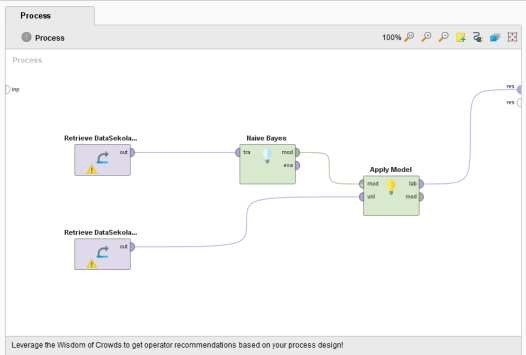 Process
Process
100%
Process
inp
res
res
Retrieve DataSekola...
out
Naive Bayes
tra
mod
exa
Apply Model
mod
lab
unl
mod
Retrieve DataSekola...
out
Leverage the Wisdom of Crowds to get operator recommendations based on your process design!